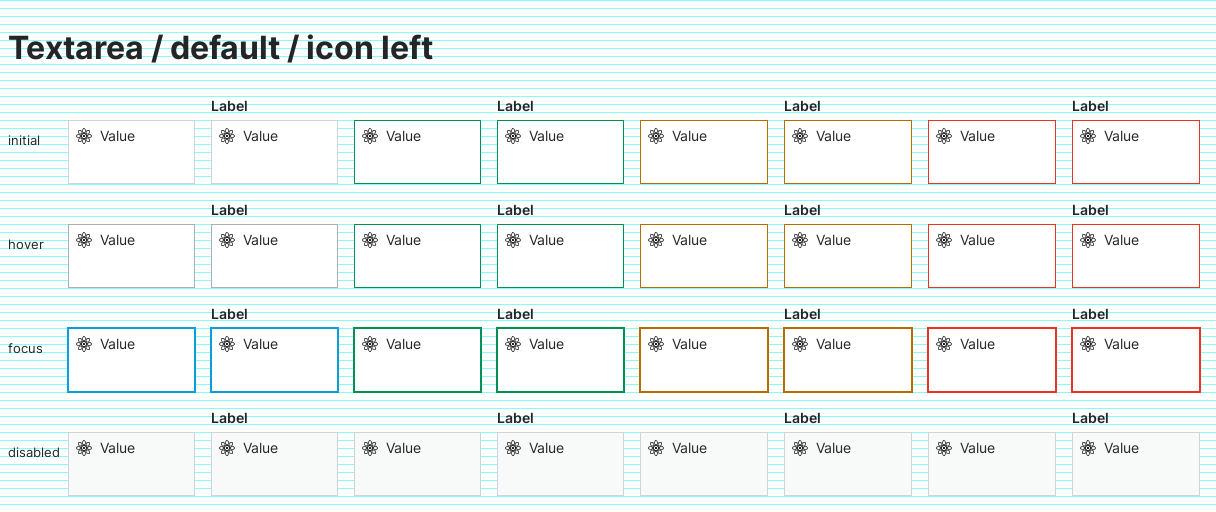 Textarea / default / icon left
Label Label Label Label
initial Value Value Value Value Value Value Value Value
Label Label Label Label
hover Value Value Value Value Value Value Value Value
Label Label Label Label
focus Value Value Value Value Value Value Value Value
Label Label Label Label
disabled Value Value Value Value Value Value Value Value